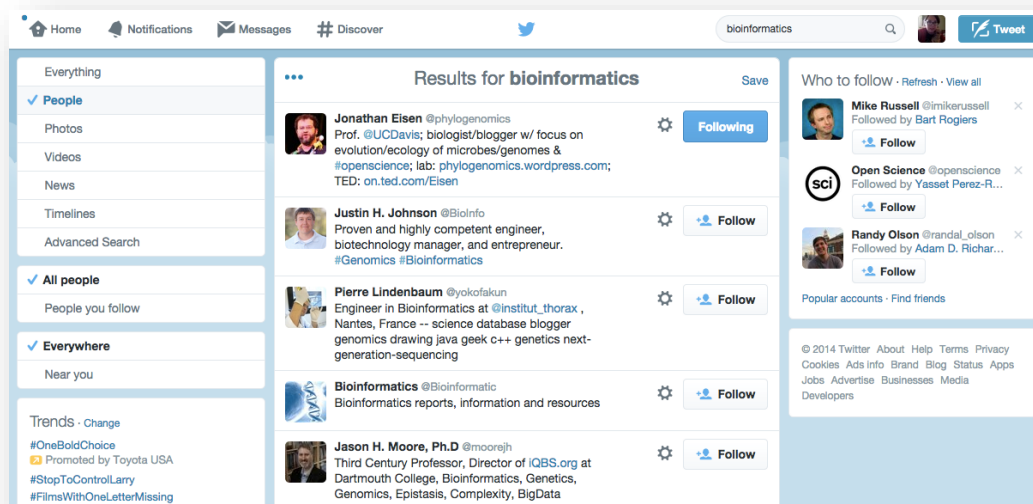 Home Notifications Messages Discover bioinformatics Tweet
Everything
People
Photos
Videos
News
Timelines
Advanced Search
All people
People you follow
Everywhere
Near you
Trends · Change
#OneBoldChoice
Promoted by Toyota USA
#StopToControlLarry
#FilmsWithOneLetterMissing
Results for bioinformatics Save
Jonathan Eisen @phylogenomics
Following
Prof. @UCDavis; biologist/blogger w/ focus on
evolution/ecology of microbes/genomes &
#openscience; lab: phylogenomics.wordpress.com;
TED: on.ted.com/Eisen
Justin H. Johnson @BioInfo
Follow
Proven and highly competent engineer,
biotechnology manager, and entrepreneur.
#Genomics #Bioinformatics
Pierre Lindenbaum @yokofakun
Follow
Engineer in Bioinformatics at @institut_thorax ,
Nantes, France -- science database blogger
genomics drawing java geek c++ genetics next-
generation-sequencing
Bioinformatics @Bioinformatic
Follow
Bioinformatics reports, information and resources
Jason H. Moore, Ph.D @moorejh
Follow
Third Century Professor, Director of iQBS.org at
Dartmouth College, Bioinformatics, Genetics,
Genomics, Epistasis, Complexity, BigData
Who to follow · Refresh · View all
Mike Russell @imikerussell
Followed by Bart Rogiers
Follow
sci
Open Science @openscience
Followed by Yasset Perez-R...
Follow
Randy Olson @randal_olson
Followed by Adam D. Richar...
Follow
Popular accounts · Find friends
© 2014 Twitter About Help Terms Privacy
Cookies Ads info Brand Blog Status Apps
Jobs Advertise Businesses Media
Developers